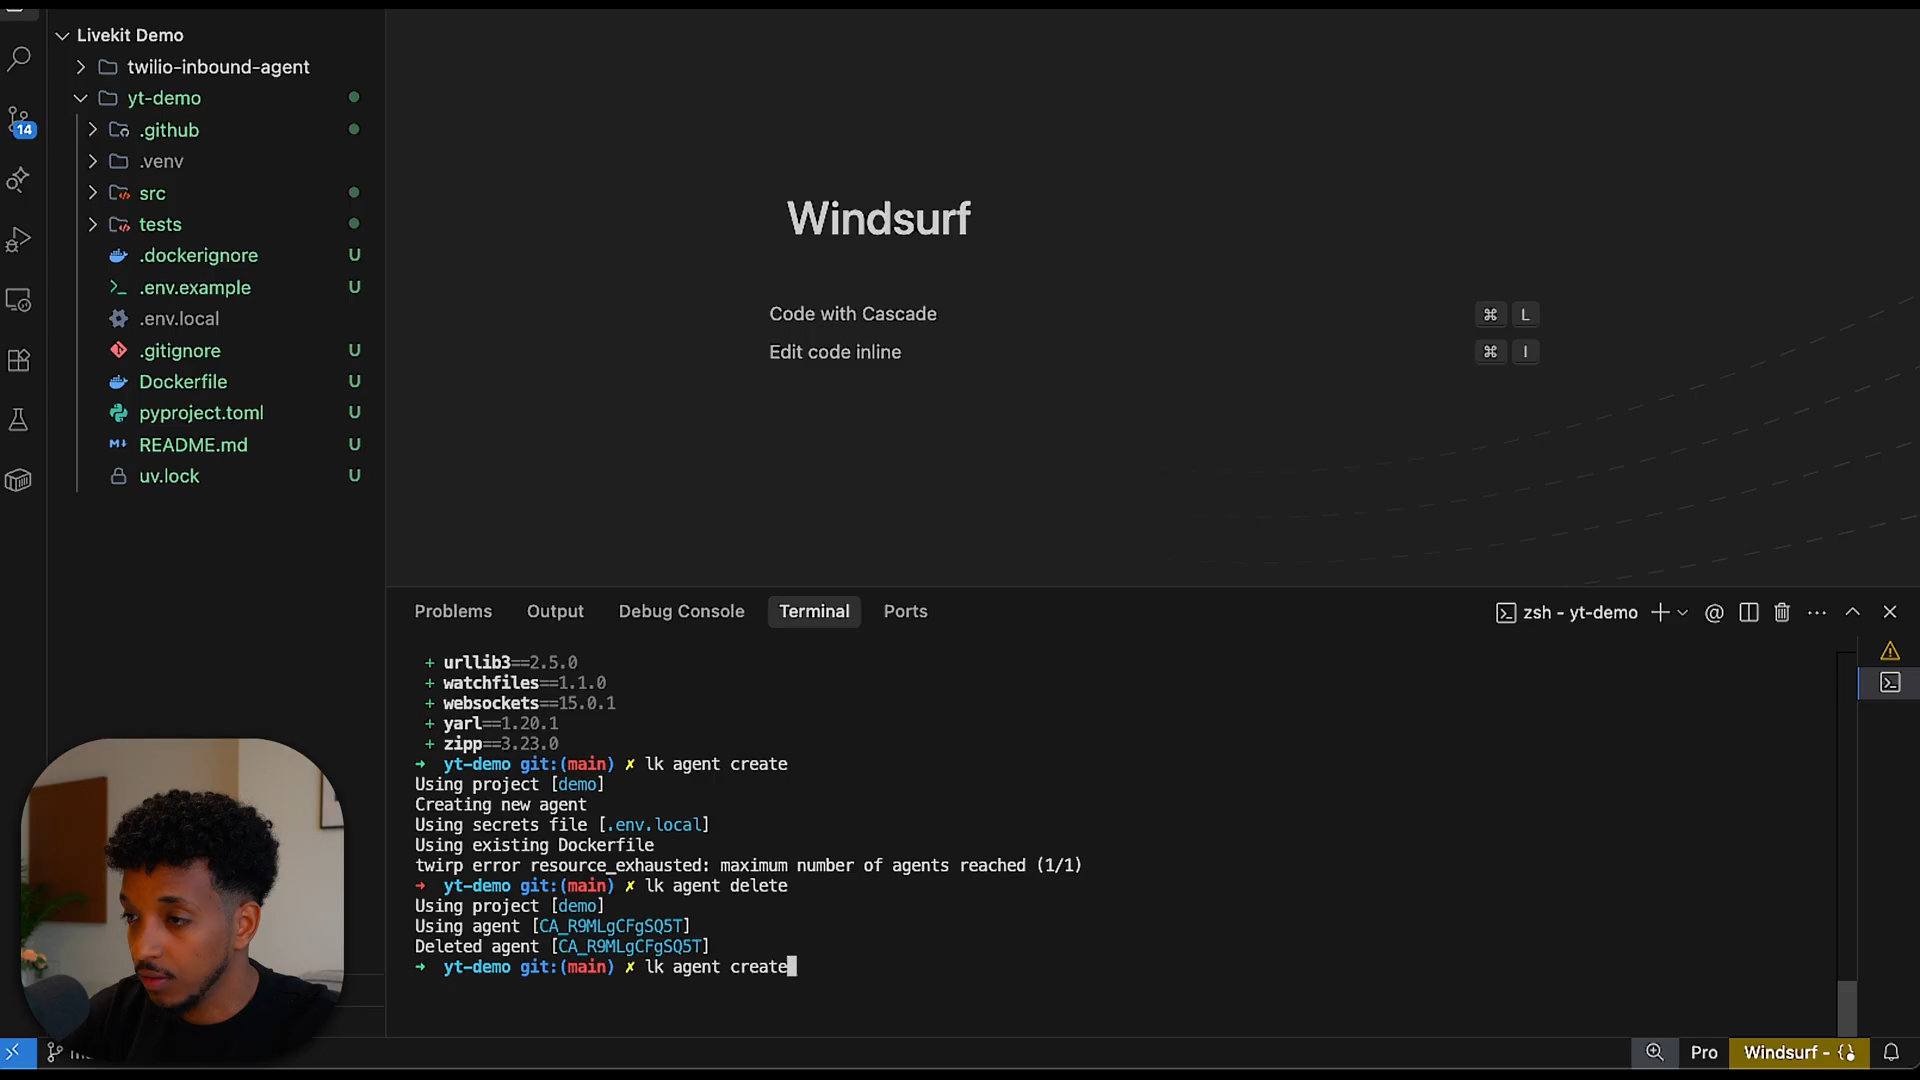 Livekit Demo
twilio-inbound-agent
yt-demo
.github
14
.venv
src
tests
.dockerignore U
.env.example U
.env.local
.gitignore U
Dockerfile U
pyproject.toml U
README.md U
uv.lock U
Windsurf
Code with Cascade ⌘ L
Edit code inline ⌘ I
Problems Output Debug Console Terminal Ports zsh - yt-demo
+ urllib3==2.5.0
+ watchfiles==1.1.0
+ websockets==15.0.1
+ yarl==1.20.1
+ zipp==3.23.0
→ yt-demo git:(main) ✗ lk agent create
Using project [demo]
Creating new agent
Using secrets file [.env.local]
Using existing Dockerfile
twirp error resource_exhausted: maximum number of agents reached (1/1)
→ yt-demo git:(main) ✗ lk agent delete
Using project [demo]
Using agent [CA_R9MLgCFgSQ5T]
Deleted agent [CA_R9MLgCFgSQ5T]
→ yt-demo git:(main) ✗ lk agent create
Pro Windsurf - {}